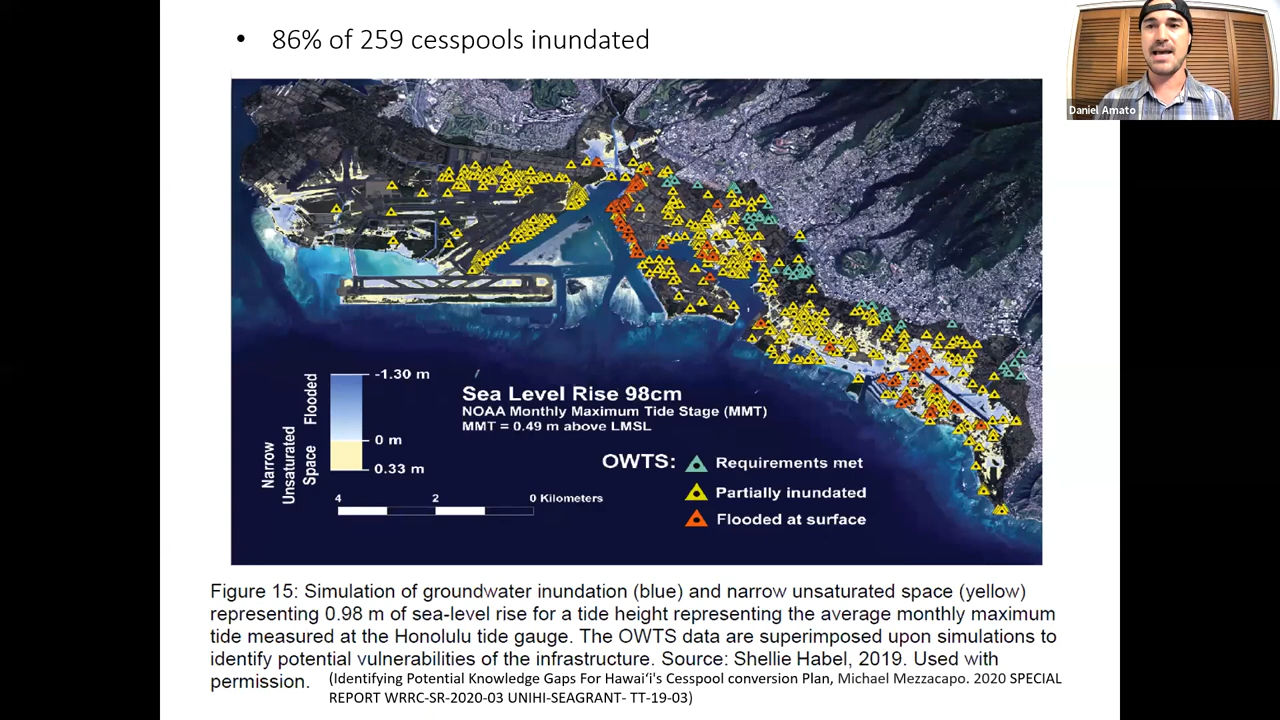 • 86% of 259 cesspools inundated
Daniel Amato
Flooded
Narrow
Unsaturated
Space
-1.30 m
0 m
0.33 m
4 2 0 Kilometers
Sea Level Rise 98cm
NOAA Monthly Maximum Tide Stage (MMT)
MMT = 0.49 m above LMSL
OWTS:
Requirements met
Partially inundated
Flooded at surface
Figure 15: Simulation of groundwater inundation (blue) and narrow unsaturated space (yellow)
representing 0.98 m of sea-level rise for a tide height representing the average monthly maximum
tide measured at the Honolulu tide gauge. The OWTS data are superimposed upon simulations to
identify potential vulnerabilities of the infrastructure. Source: Shellie Habel, 2019. Used with
permission.
(Identifying Potential Knowledge Gaps For Hawai‘i's Cesspool conversion Plan, Michael Mezzacapo. 2020 SPECIAL
REPORT WRRC-SR-2020-03 UNIHI-SEAGRANT- TT-19-03)